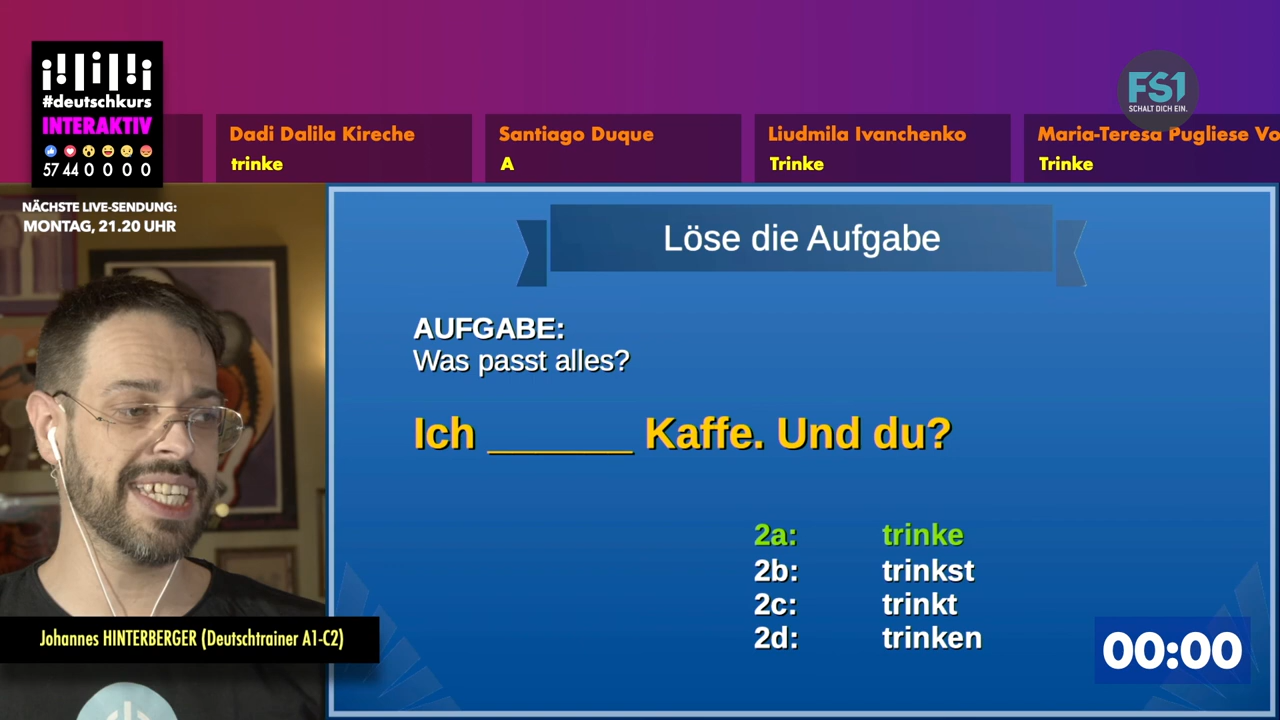 #deutschkurs
INTERAKTIV
57 44 0 0 0 0
NÄCHSTE LIVE-SENDUNG:
MONTAG, 21.20 UHR
Dadi Dalila Kireche
trinke
Santiago Duque
A
Liudmila Ivanchenko
Trinke
Maria-Teresa Pugliese Vo
Trinke
FS1
SCHALT DICH EIN.
Löse die Aufgabe
AUFGABE:
Was passt alles?
Ich ______ Kaffe. Und du?
2a: trinke
2b: trinkst
2c: trinkt
2d: trinken
Johannes HINTERBERGER (Deutschtrainer A1-C2)
00:00